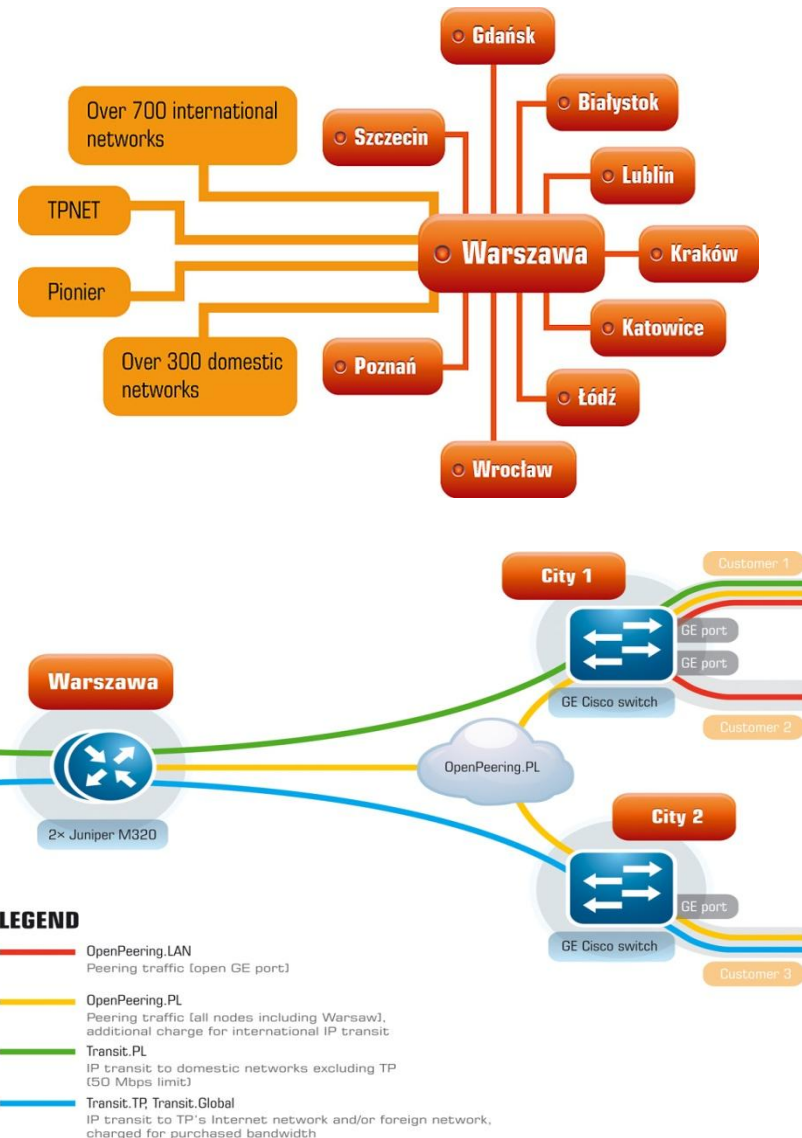 Gdańsk
Over 700 international
networks
Białystok
Szczecin
Lublin
TPNET
Warszawa
Kraków
Pionier
Katowice
Over 300 domestic
networks
Poznań
Łódź
Wrocław
City 1
Customer 1
GE port
GE port
GE Cisco switch
Customer 2
Warszawa
OpenPeering.PL
2× Juniper M320
City 2
GE port
GE Cisco switch
Customer 3
LEGEND
OpenPeering.LAN
Peering traffic [open GE port]
OpenPeering.PL
Peering traffic [all nodes including Warsaw],
additional charge for international IP transit
Transit.PL
IP transit to domestic networks excluding TP
(50 Mbps limit)
Transit.TP, Transit.Global
IP transit to TP's Internet network and/or foreign network,
charged for purchased bandwidth